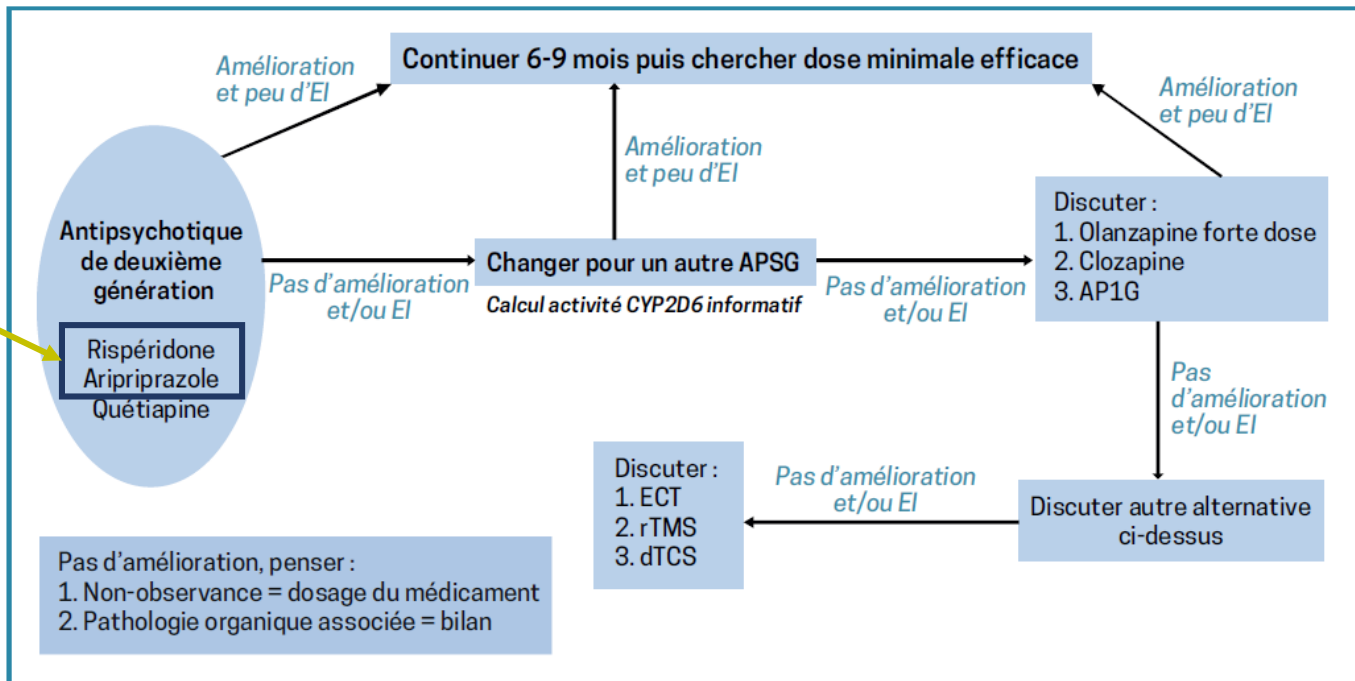 Continuer 6-9 mois puis chercher dose minimale efficace
Amélioration
et peu d'EI
Amélioration
et peu d'EI
Amélioration
et peu d'EI
Antipsychotique
de deuxième
génération
Rispéridone
Aripriprazole
Quétiapine
Pas d'amélioration
et/ou EI
Changer pour un autre APSG
Calcul activité CYP2D6 informatif
Pas d'amélioration
et/ou EI
Discuter :
1. Olanzapine forte dose
2. Clozapine
3. AP1G
Pas
d'amélioration
et/ou EI
Discuter autre alternative
ci-dessus
Pas d'amélioration
et/ou EI
Discuter :
1. ECT
2. rTMS
3. dTCS
Pas d'amélioration, penser :
1. Non-observance = dosage du médicament
2. Pathologie organique associée = bilan